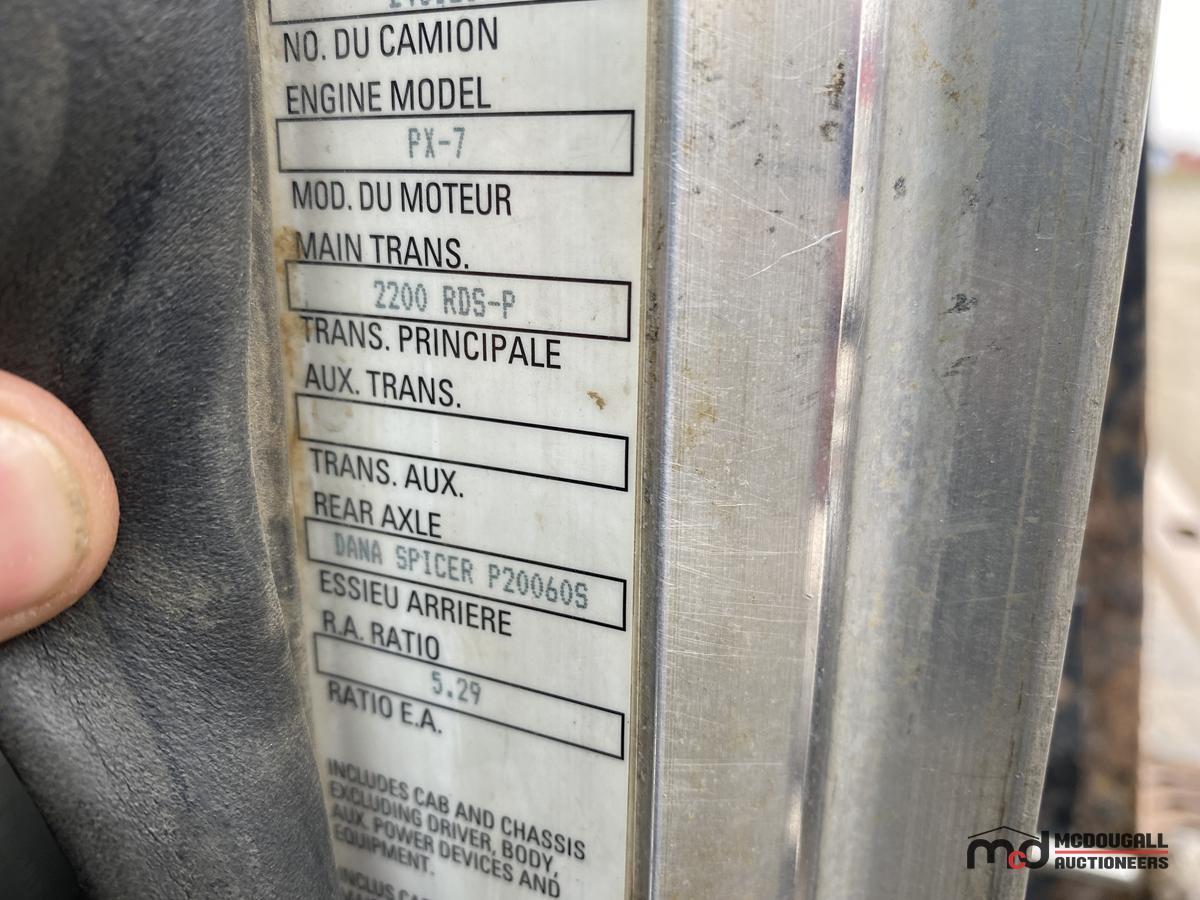 NO. DU CAMION
ENGINE MODEL
PX-7
MOD. DU MOTEUR
MAIN TRANS.
2200 RDS-P
TRANS. PRINCIPALE
AUX. TRANS.
TRANS. AUX.
REAR AXLE
DANA SPICER P20060S
ESSIEU ARRIERE
R.A. RATIO
5.29
RATIO E.A.
INCLUDES CAB AND CHASSIS
EXCLUDING DRIVER, BODY,
AUX. POWER DEVICES AND
EQUIPMENT.
INCLUS
mcd MCDOUGALL
AUCTIONEERS